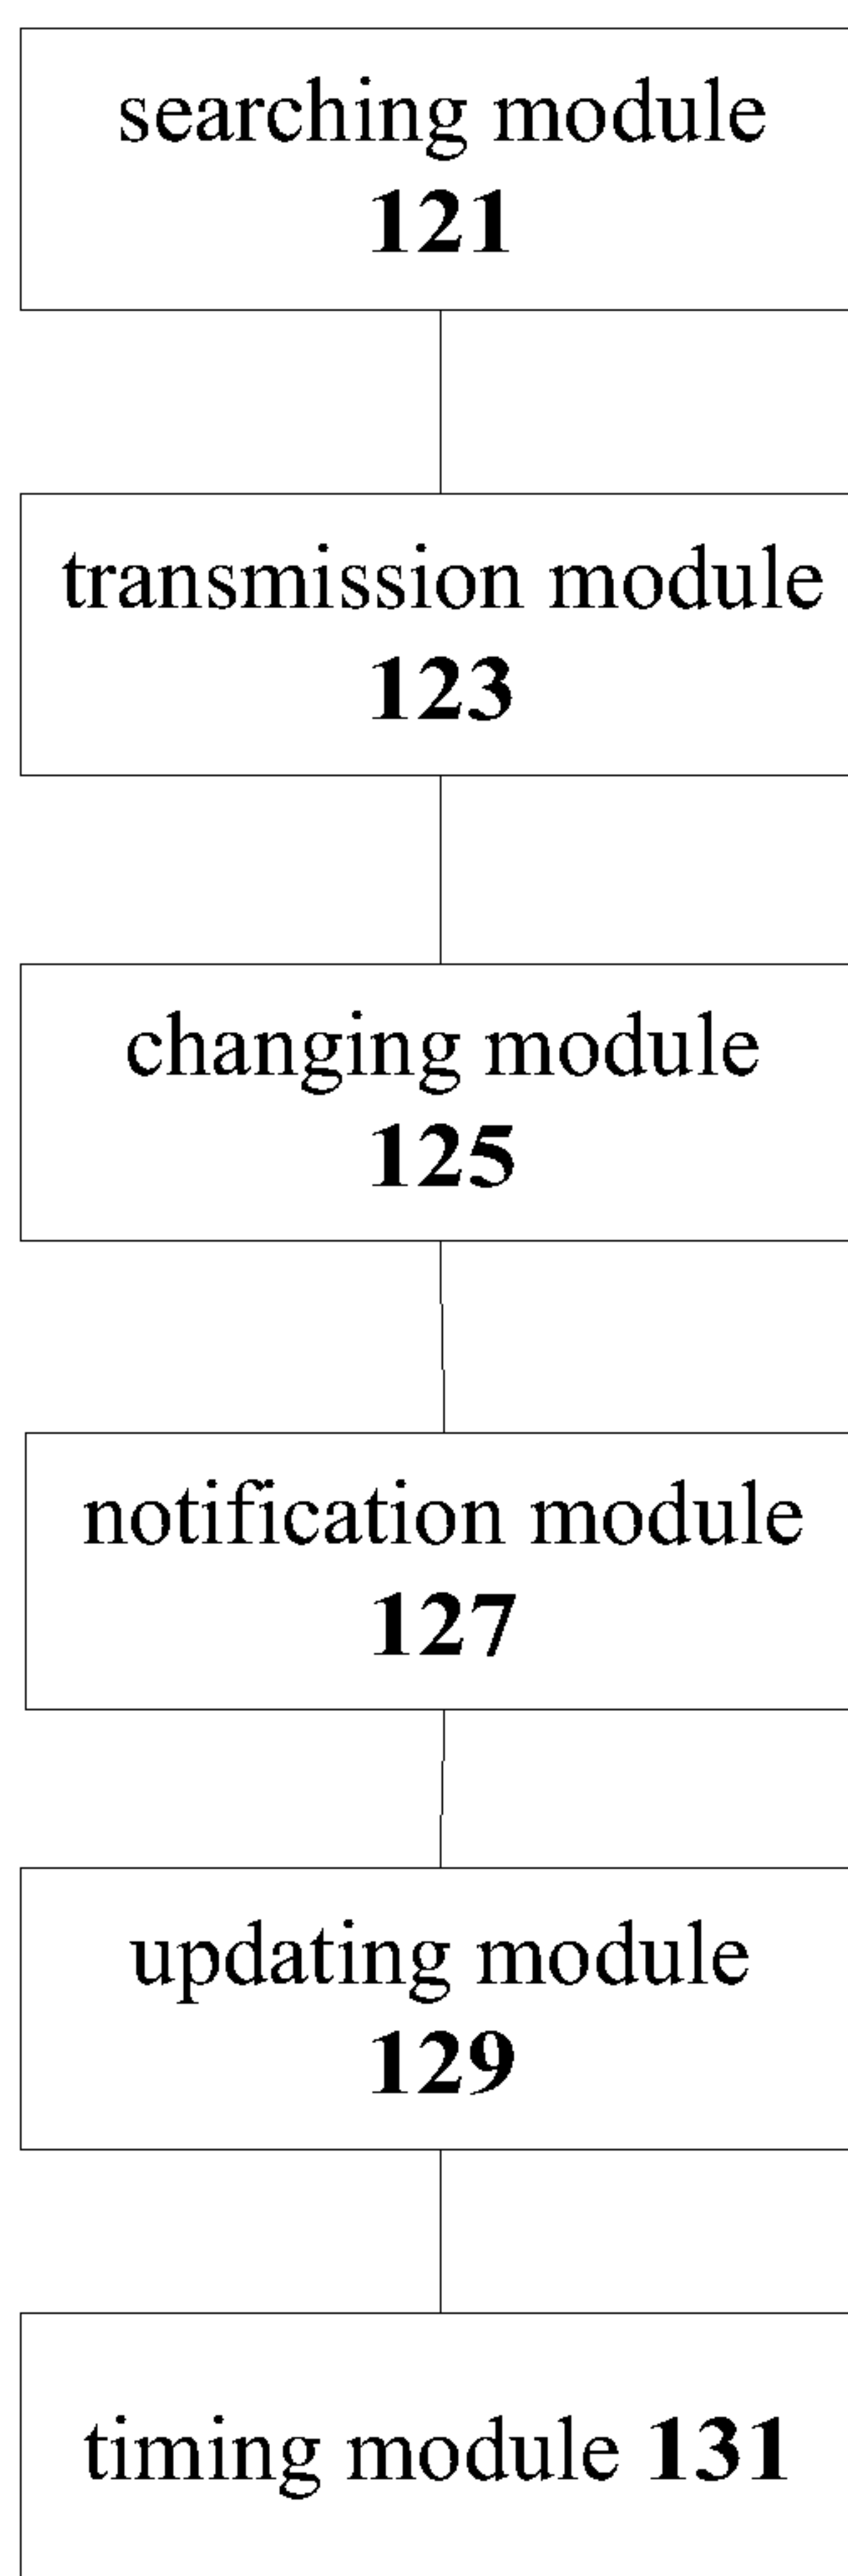 searching module
121
transmission module
123
changing module
125
notification module
127
updating module
129
timing module 131